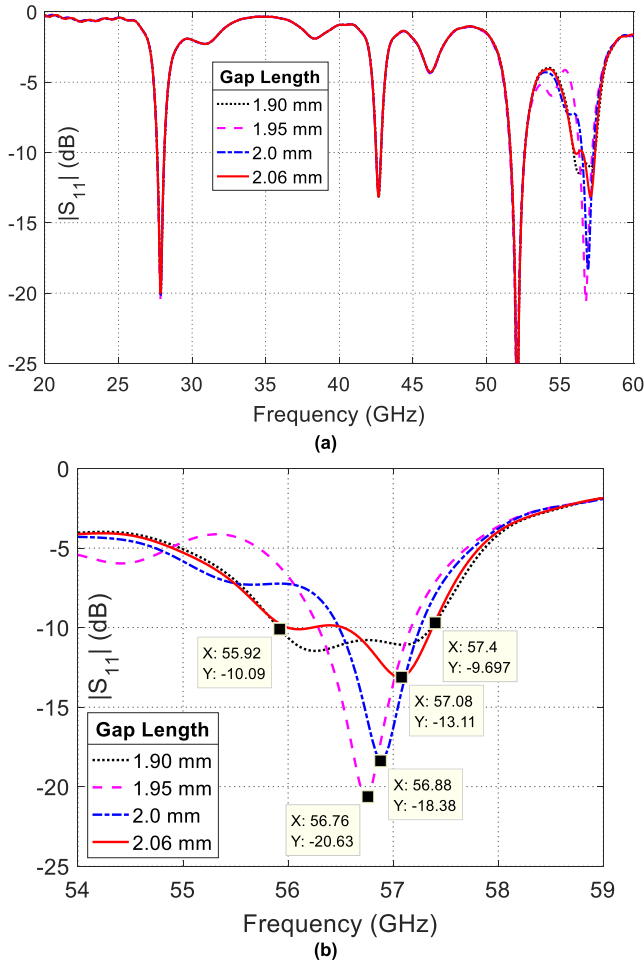 0
-5
-10
-15
-20
-25
|S11| (dB)
Gap Length
1.90 mm
1.95 mm
2.0 mm
2.06 mm
20 25 30 35 40 45 50 55 60
Frequency (GHz)
(a)
0
-5
-10
-15
-20
-25
|S11| (dB)
X: 55.92
Y: -10.09
X: 57.4
Y: -9.697
X: 57.08
Y: -13.11
X: 56.88
Y: -18.38
X: 56.76
Y: -20.63
Gap Length
1.90 mm
1.95 mm
2.0 mm
2.06 mm
54 55 56 57 58 59
Frequency (GHz)
(b)